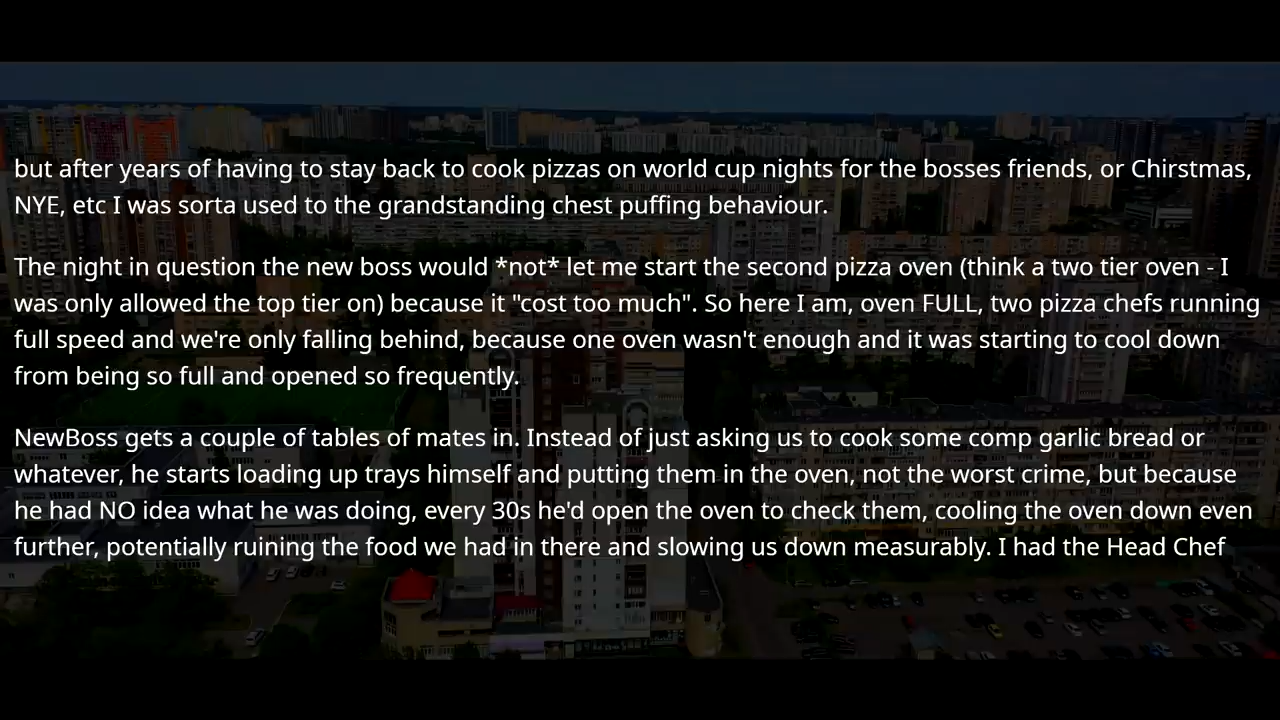 but after years of having to stay back to cook pizzas on world cup nights for the bosses friends, or Chirstmas,
NYE, etc I was sorta used to the grandstanding chest puffing behaviour.
The night in question the new boss would *not* let me start the second pizza oven (think a two tier oven - I
was only allowed the top tier on) because it "cost too much". So here I am, oven FULL, two pizza chefs running
full speed and we're only falling behind, because one oven wasn't enough and it was starting to cool down
from being so full and opened so frequently.
NewBoss gets a couple of tables of mates in. Instead of just asking us to cook some comp garlic bread or
whatever, he starts loading up trays himself and putting them in the oven, not the worst crime, but because
he had NO idea what he was doing, every 30s he'd open the oven to check them, cooling the oven down even
further, potentially ruining the food we had in there and slowing us down measurably. I had the Head Chef